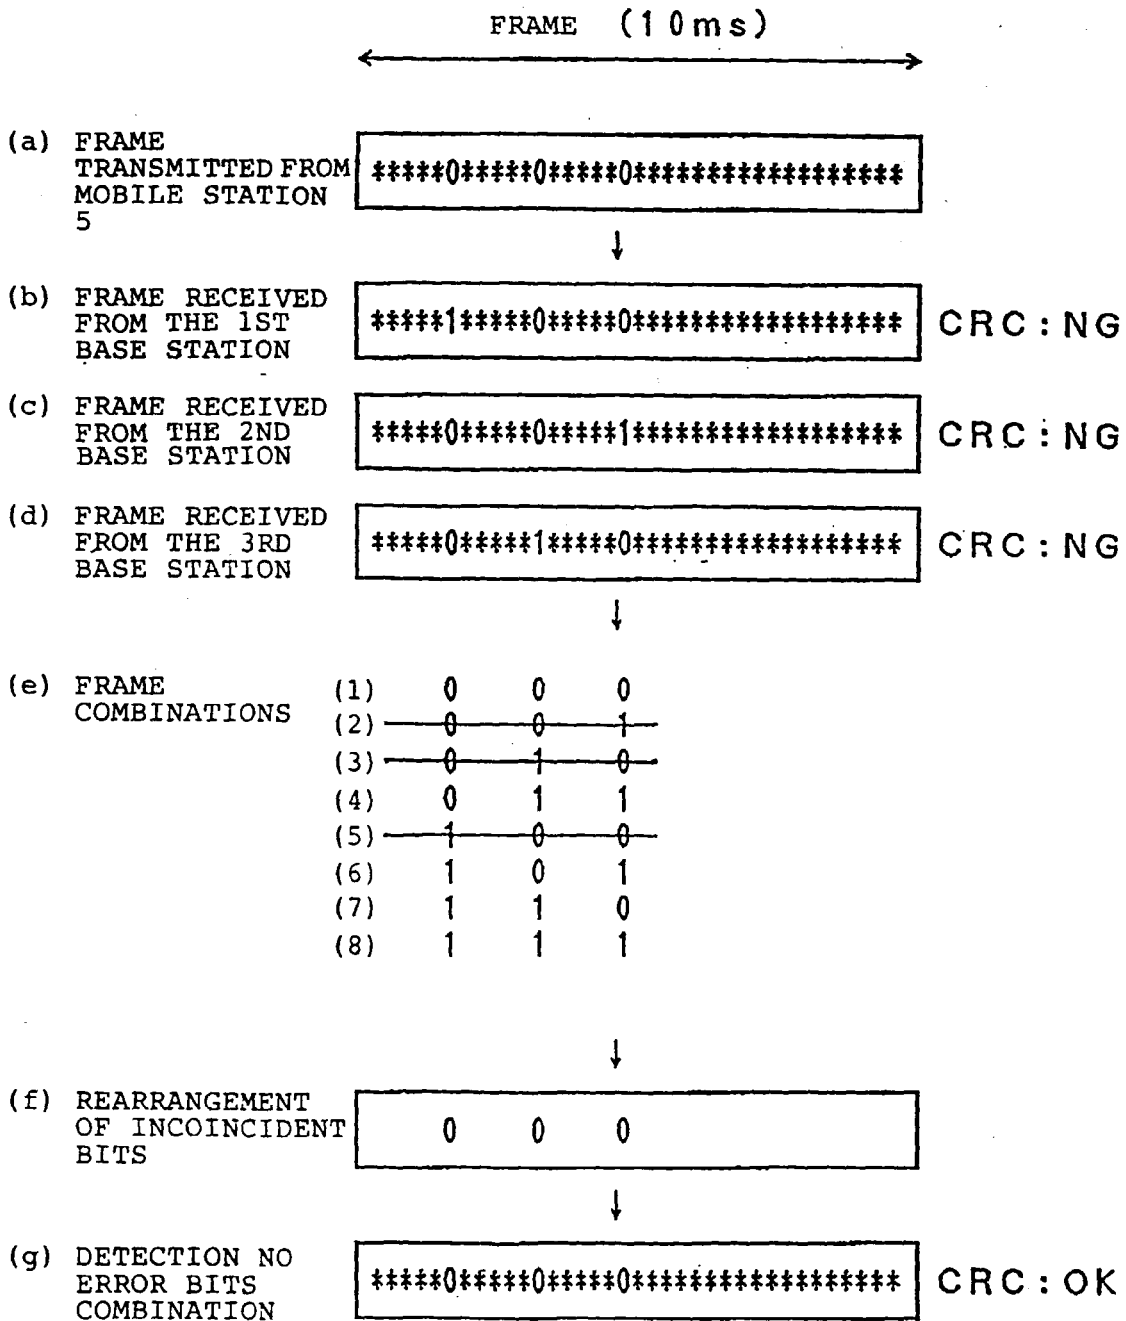 FRAME (10ms)
(a) FRAME
TRANSMITTED FROM
MOBILE STATION
5
*****0*****0*****0*******************
↓
(b) FRAME RECEIVED
FROM THE 1ST
BASE STATION
*****1*****0*****0*******************
CRC:NG
(c) FRAME RECEIVED
FROM THE 2ND
BASE STATION
*****0*****0*****1*******************
CRC:NG
(d) FRAME RECEIVED
FROM THE 3RD
BASE STATION
*****0*****1*****0*******************
CRC:NG
↓
(e) FRAME
COMBINATIONS
(1) 0 0 0
(2) 0 0 1
(3) 0 1 0
(4) 0 1 1
(5) 1 0 0
(6) 1 0 1
(7) 1 1 0
(8) 1 1 1
↓
(f) REARRANGEMENT
OF INCOINCIDENT
BITS
0 0 0
↓
(g) DETECTION NO
ERROR BITS
COMBINATION
*****0*****0*****0*******************
CRC:OK